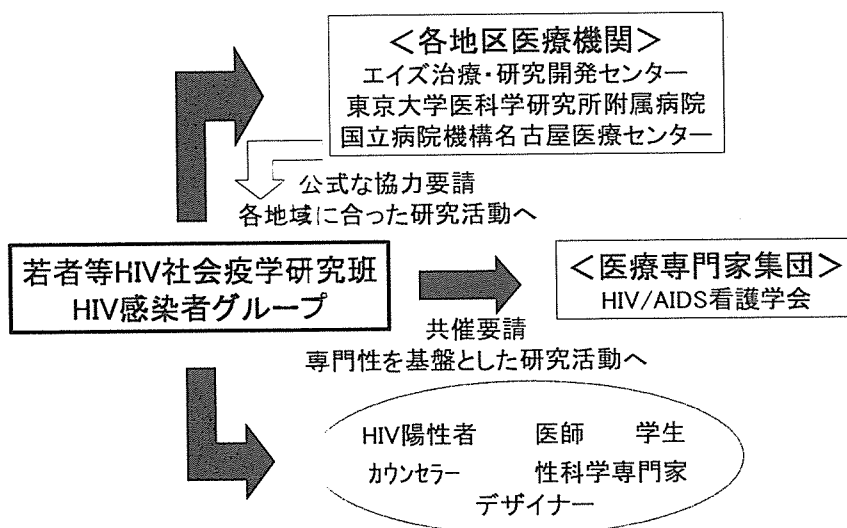 ＜各地区医療機関＞
エイズ治療・研究開発センター
東京大学医科学研究所附属病院
国立病院機構名古屋医療センター
公式な協力要請
各地域に合った研究活動へ
若者等HIV社会疫学研究班
HIV感染者グループ
＜医療専門家集団＞
HIV/AIDS看護学会
共催要請
専門性を基盤とした研究活動へ
HIV陽性者 医師 学生
カウンセラー 性科学専門家
デザイナー